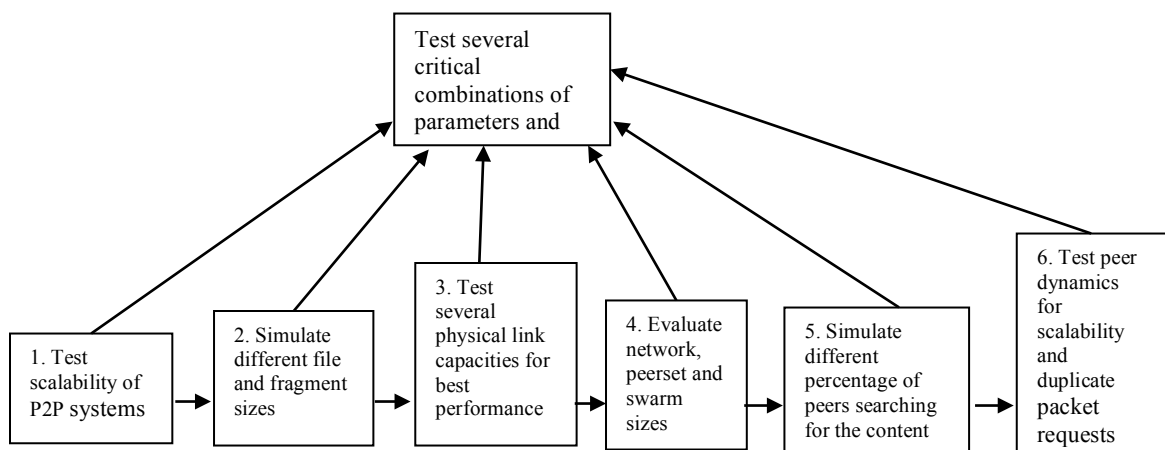 Test several
critical
combinations of
parameters and
1. Test
scalability of
P2P systems
2. Simulate
different file
and fragment
sizes
3. Test
several
physical link
capacities for
best
performance
4. Evaluate
network,
peerset and
swarm
sizes
5. Simulate
different
percentage of
peers searching
for the content
6. Test peer
dynamics
for
scalability
and
duplicate
packet
requests